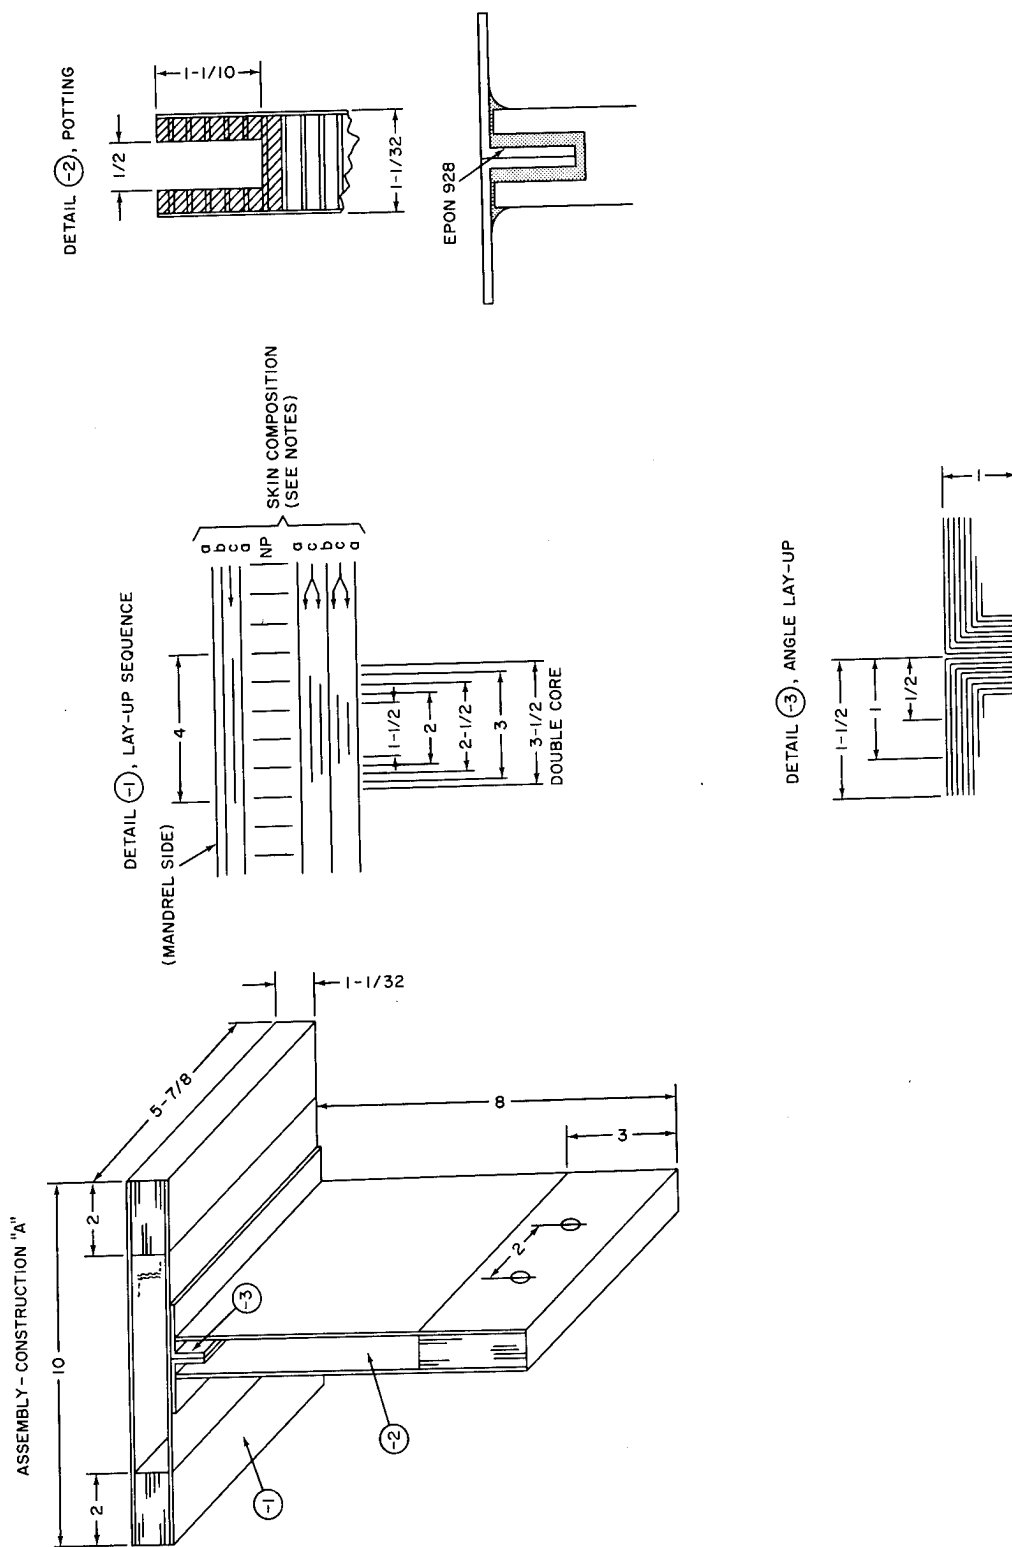 ASSEMBLY-CONSTRUCTION "A"
10
2
2
5-7/8
1-1/32
8
3
2
-1
-2
-3
DETAIL -1, LAY-UP SEQUENCE
(MANDREL SIDE)
4
a
b
c
a
NP
a
c
b
c
a
SKIN COMPOSITION
(SEE NOTES)
1-1/2
2
2-1/2
3
3-1/2
DOUBLE CORE
DETAIL -2, POTTING
1/2
1-1/10
1-1/32
EPON 928
DETAIL -3, ANGLE LAY-UP
1-1/2
1
1/2
1